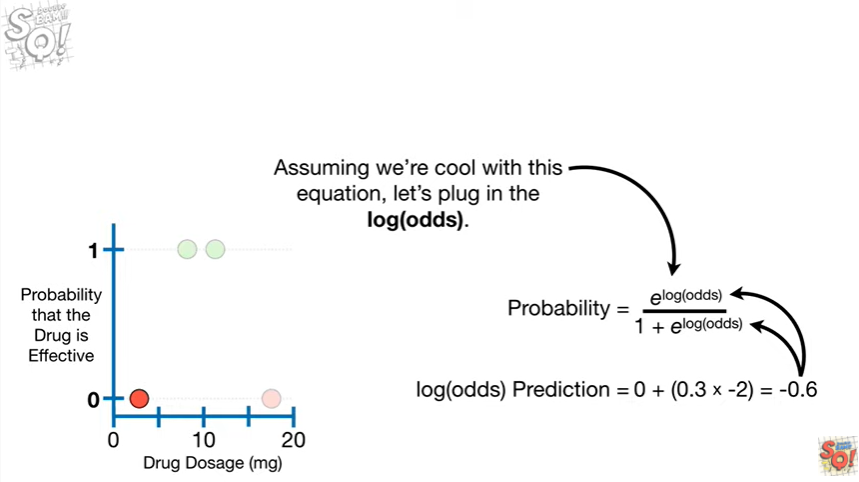 Assuming we're cool with this
equation, let's plug in the
log(odds).
Probability = e^log(odds) / 1 + e^log(odds)
log(odds) Prediction = 0 + (0.3 × -2) = -0.6
1
Probability
that the
Drug is
Effective
0
0 10 20
Drug Dosage (mg)
SQ!